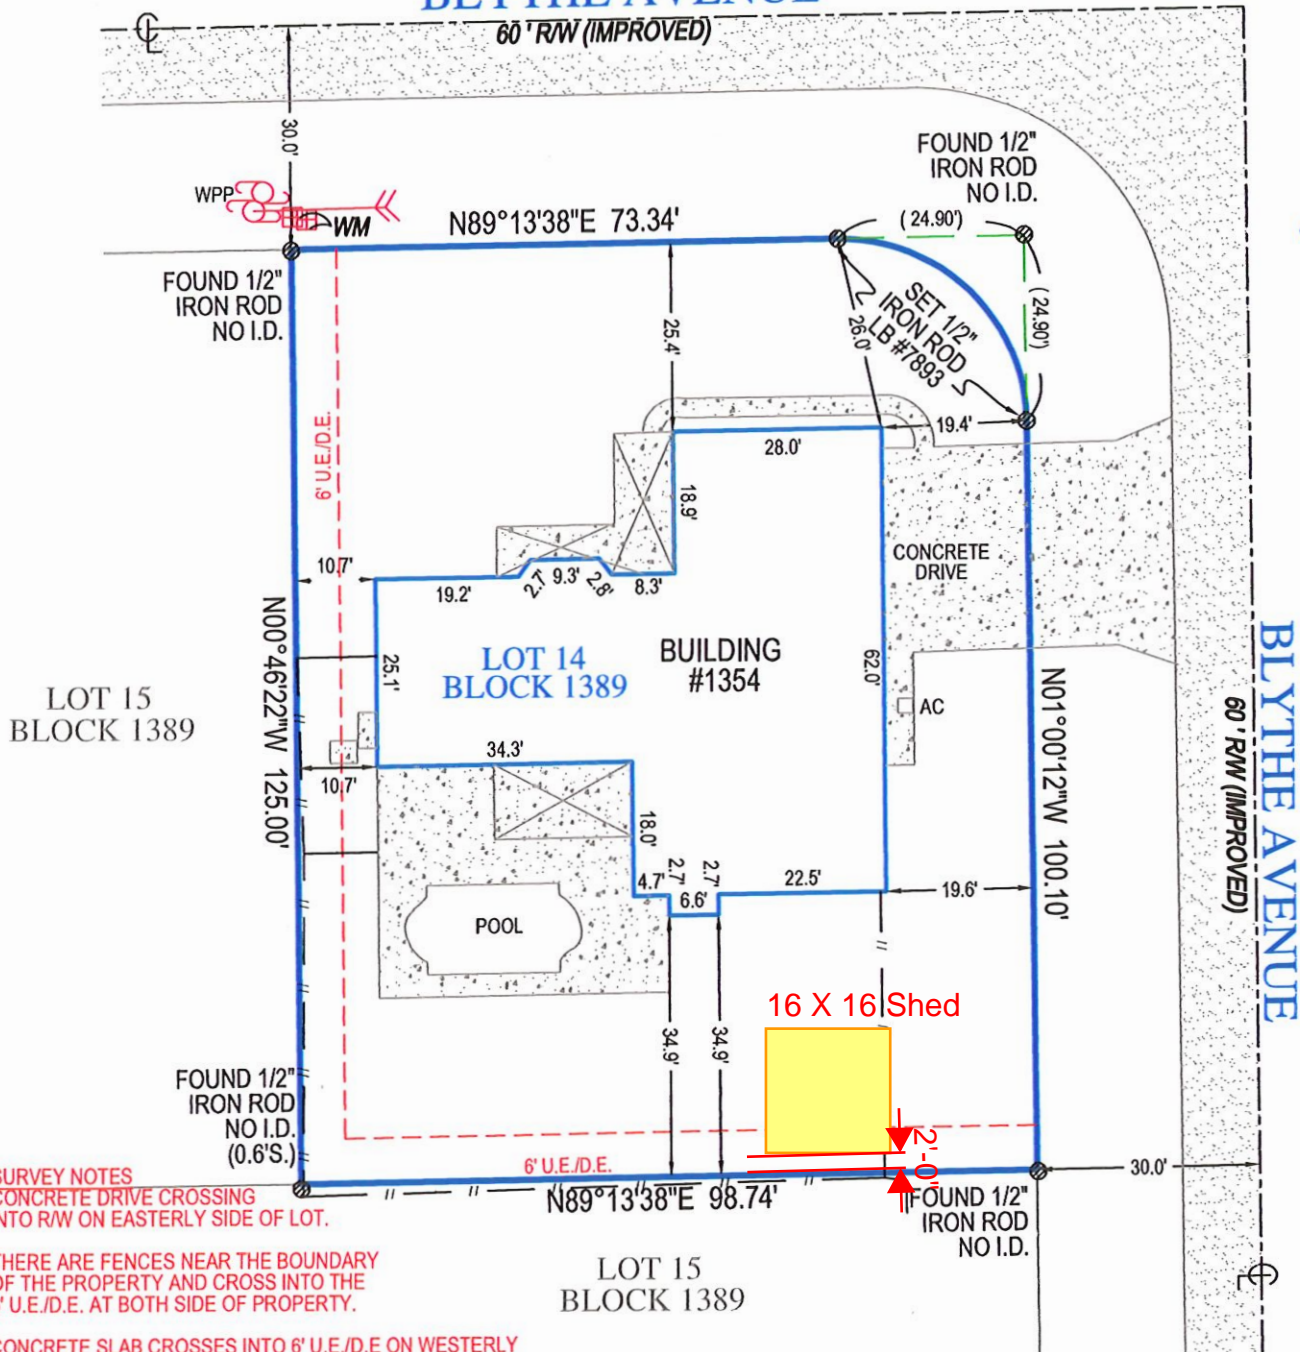 BLYTHE AVENUE
60 ' R/W (IMPROVED)
30.0'
WPP
WM
N89°13'38"E 73.34'
FOUND 1/2"
IRON ROD
NO I.D.
(24.90')
(24.90')
FOUND 1/2"
IRON ROD
NO I.D.
SET 1/2"
IRON ROD
LB #7893
25.4'
26.0'
19.4'
28.0'
6' U.E./D.E.
18.9'
CONCRETE
DRIVE
10.7'
19.2'
2.7'
9.3'
2.8'
8.3'
N00°46'22"W 125.00'
25.1'
LOT 14
BLOCK 1389
BUILDING
#1354
62.0'
AC
N01°00'12"W 100.10'
BLYTHE AVENUE
60 ' R/W (IMPROVED)
LOT 15
BLOCK 1389
10.7'
34.3'
18.0'
4.7'
2.7'
6.6'
2.7'
22.5'
19.6'
POOL
16 X 16 Shed
34.9'
34.9'
2'-0"
FOUND 1/2"
IRON ROD
NO I.D.
(0.6'S.)
6' U.E./D.E.
N89°13'38"E 98.74'
30.0'
FOUND 1/2"
IRON ROD
NO I.D.
SURVEY NOTES
CONCRETE DRIVE CROSSING
INTO R/W ON EASTERLY SIDE OF LOT.
THERE ARE FENCES NEAR THE BOUNDARY
OF THE PROPERTY AND CROSS INTO THE
' U.E./D.E. AT BOTH SIDE OF PROPERTY.
CONCRETE SLAB CROSSES INTO 6' U.E./D.E ON WESTERLY
LOT 15
BLOCK 1389